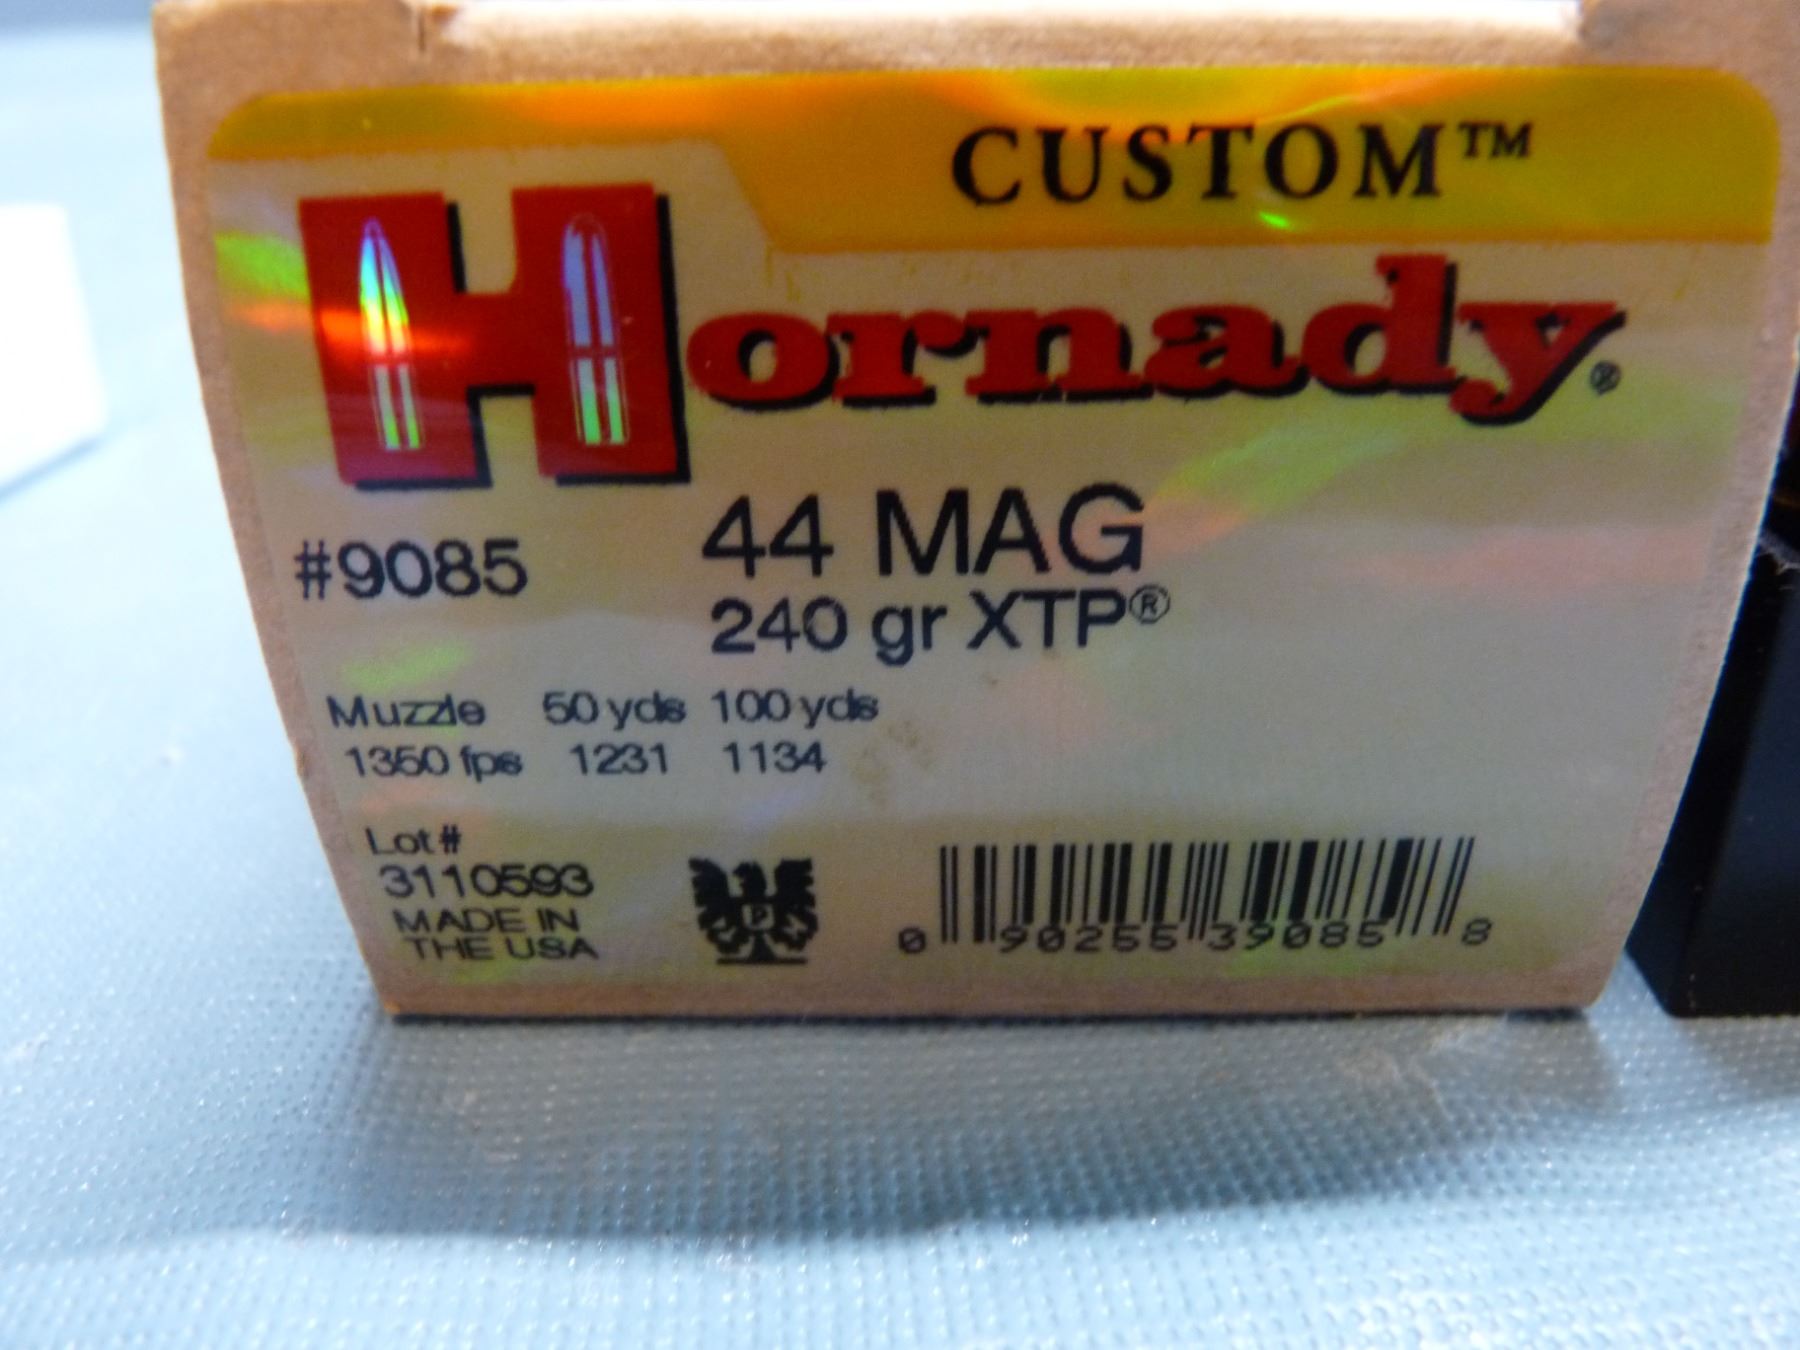 CUSTOM™
Hornady®
#9085
44 MAG
240 gr XTP®
Muzzle 50 yds 100 yds
1350 fps 1231 1134
Lot#
3110593
MADE IN
THE USA
P
0 90255 39085 8